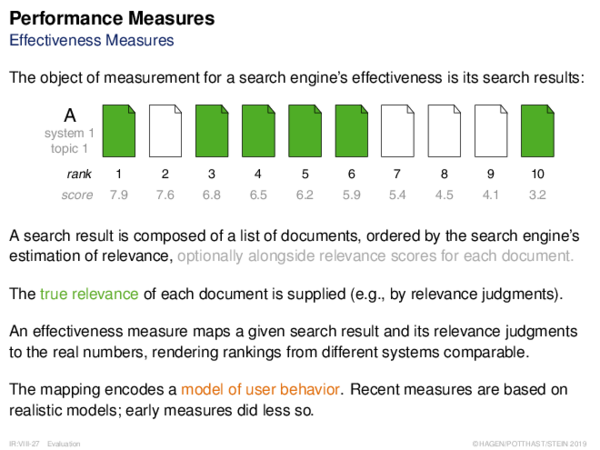 Performance Measures
Effectiveness Measures
The object of measurement for a search engine's effectiveness is its search results:
A
system 1
topic 1
rank 1 2 3 4 5 6 7 8 9 10
score 7.9 7.6 6.8 6.5 6.2 5.9 5.4 4.5 4.1 3.2
A search result is composed of a list of documents, ordered by the search engine's
estimation of relevance, optionally alongside relevance scores for each document.
The true relevance of each document is supplied (e.g., by relevance judgments).
An effectiveness measure maps a given search result and its relevance judgments
to the real numbers, rendering rankings from different systems comparable.
The mapping encodes a model of user behavior. Recent measures are based on
realistic models; early measures did less so.
IR:VIII-27 Evaluation ©HAGEN/POTTHAST/STEIN 2019